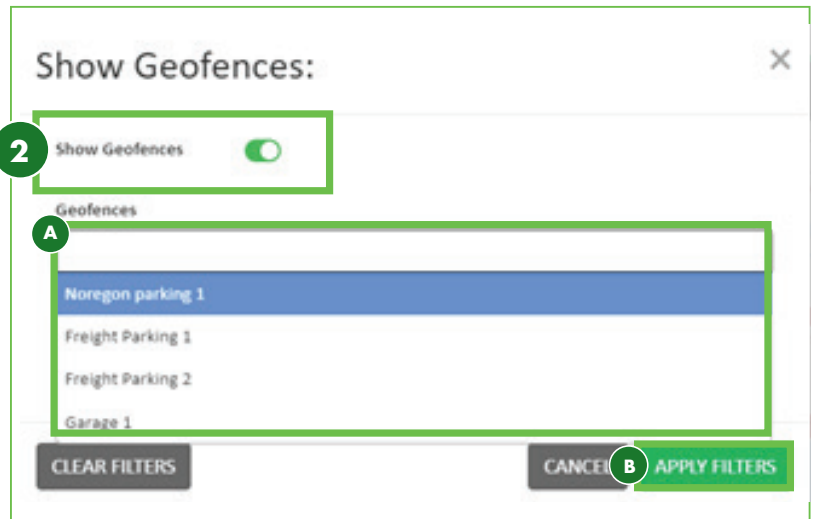 Show Geofences:
2
Show Geofences
Geofences
A
Noregon parking 1
Freight Parking 1
Freight Parking 2
Garage 1
CLEAR FILTERS
CANCEL
B
APPLY FILTERS